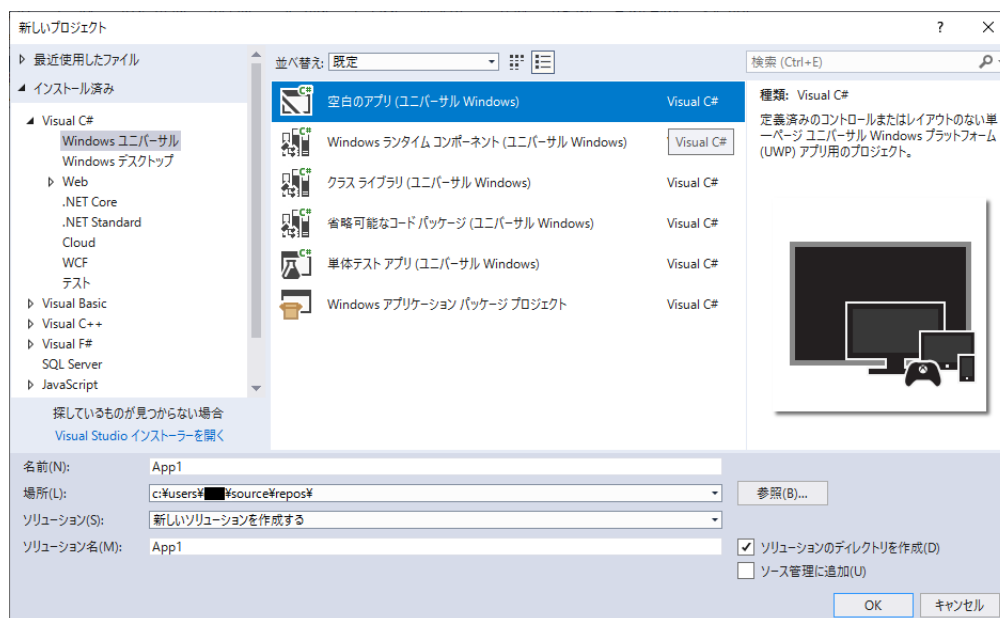 新しいプロジェクト ? ×
最近使用したファイル
インストール済み
Visual C#
Windows ユニバーサル
Windows デスクトップ
Web
.NET Core
.NET Standard
Cloud
WCF
テスト
Visual Basic
Visual C++
Visual F#
SQL Server
JavaScript
探しているものが見つからない場合
Visual Studio インストーラーを開く
並べ替え: 既定
空白のアプリ (ユニバーサル Windows) Visual C#
Windows ランタイム コンポーネント (ユニバーサル Windows) Visual C#
クラス ライブラリ (ユニバーサル Windows) Visual C#
省略可能なコード パッケージ (ユニバーサル Windows) Visual C#
単体テスト アプリ (ユニバーサル Windows) Visual C#
Windows アプリケーション パッケージ プロジェクト Visual C#
検索 (Ctrl+E)
種類: Visual C#
定義済みのコントロールまたはレイアウトのない単
一ページ ユニバーサル Windows プラットフォーム
(UWP) アプリ用のプロジェクト。
名前(N): App1
場所(L): c:¥users¥ ¥source¥repos¥ 参照(B)...
ソリューション(S): 新しいソリューションを作成する
ソリューション名(M): App1
ソリューションのディレクトリを作成(D)
ソース管理に追加(U)
OK キャンセル